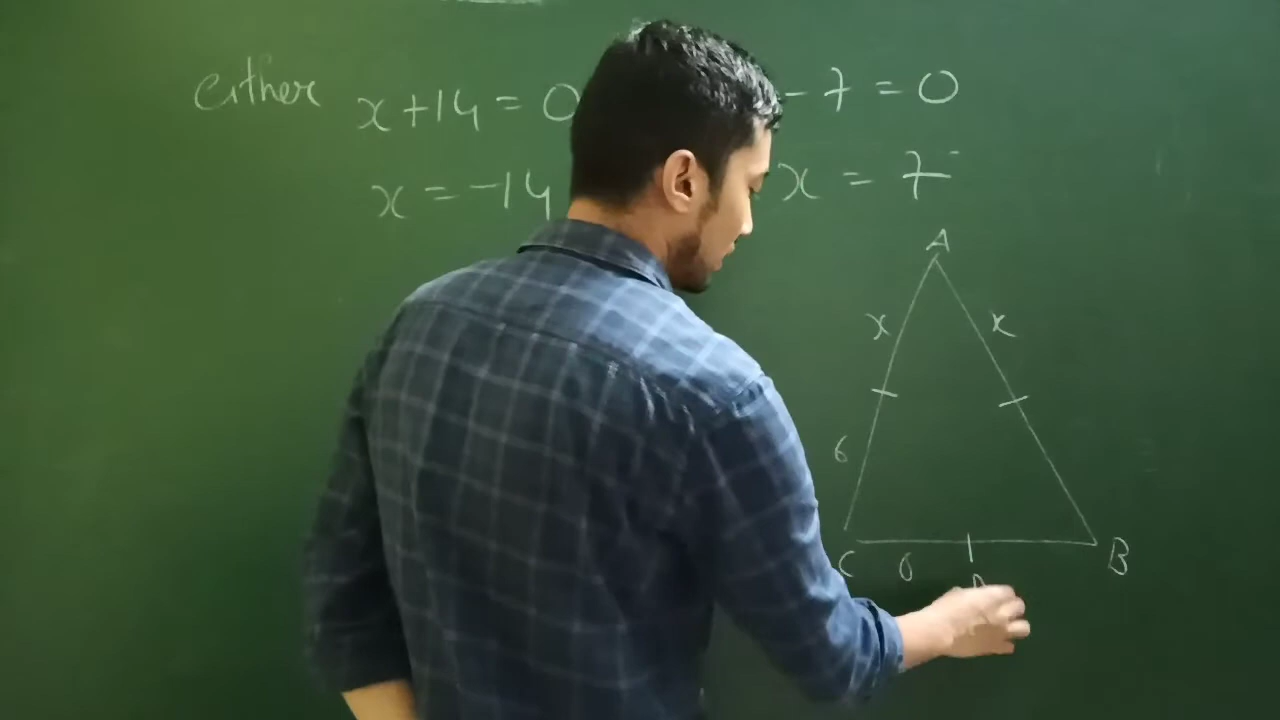 either x+14=0 -7=0
x=-14 x=7
A
x x
6
C 6 B